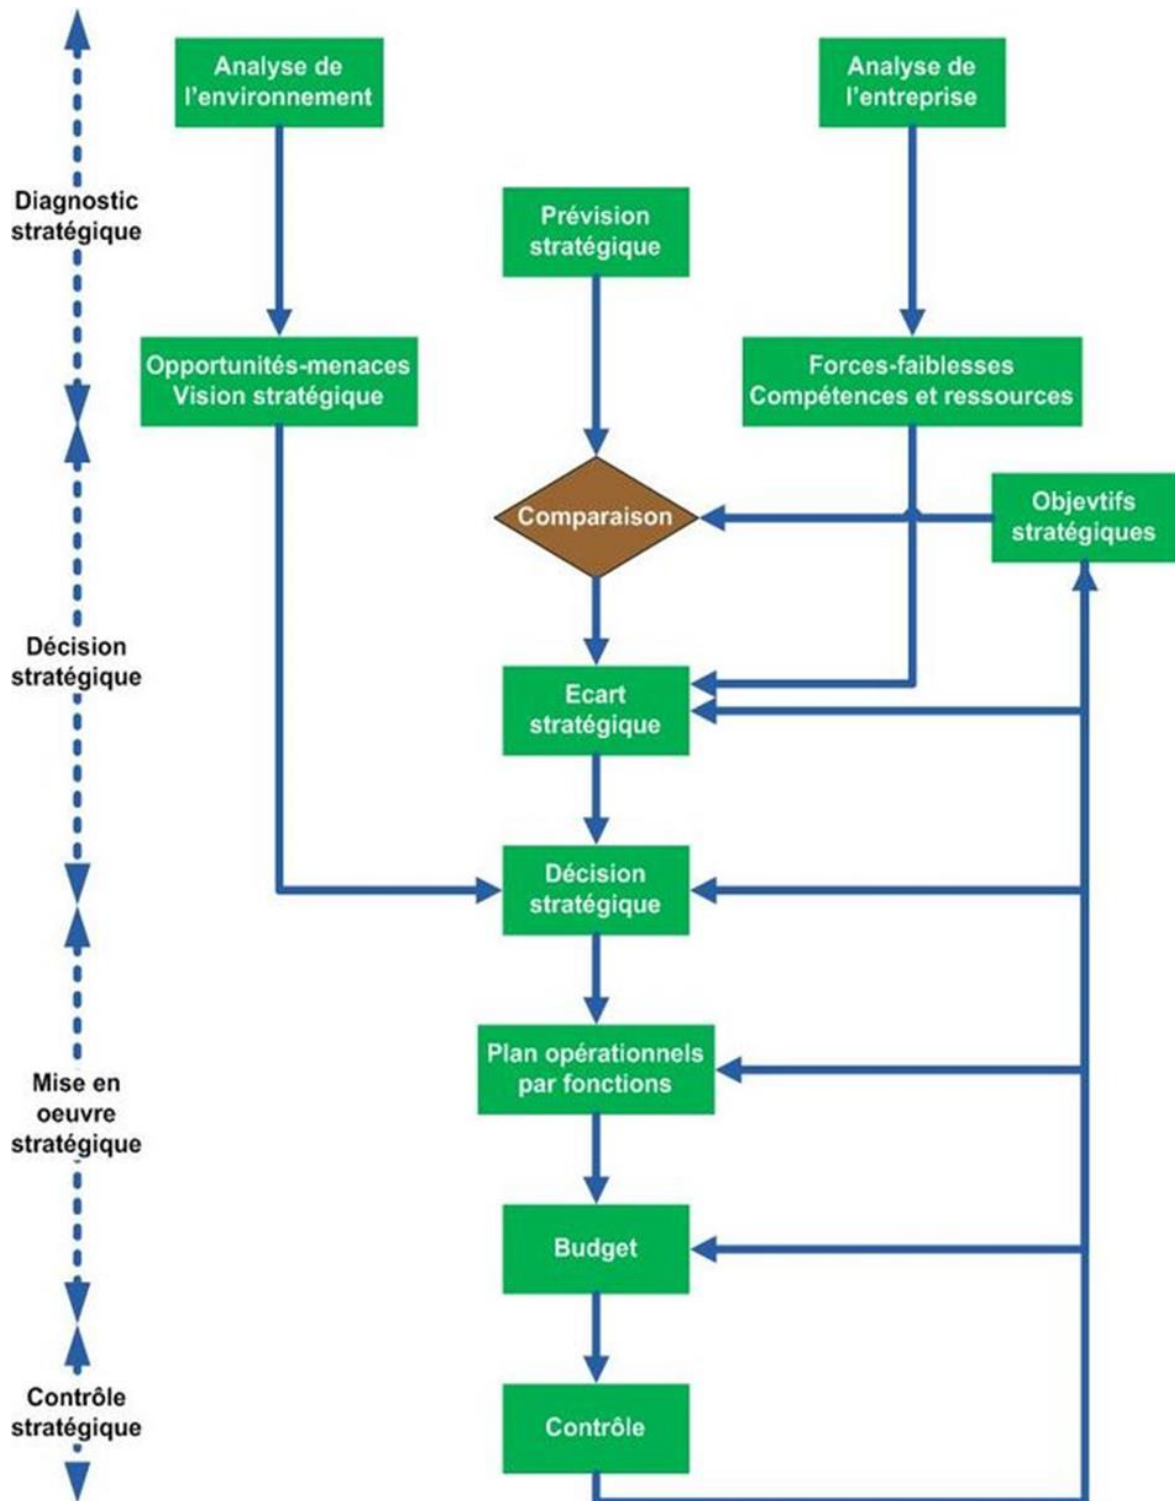 Analyse de
l'environnement
Analyse de
l'entreprise
Diagnostic
stratégique
Prévision
stratégique
Opportunités-menaces
Vision stratégique
Forces-faiblesses
Compétences et ressources
Comparaison
Objevtifs
stratégiques
Décision
stratégique
Ecart
stratégique
Décision
stratégique
Mise en
oeuvre
stratégique
Plan opérationnels
par fonctions
Budget
Contrôle
stratégique
Contrôle